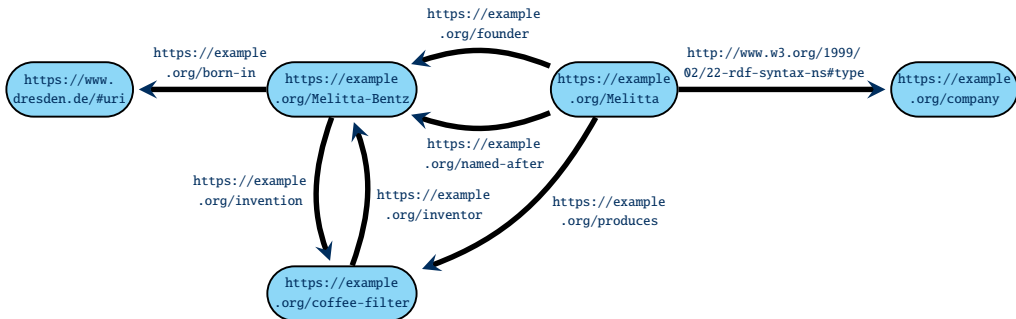 https://example
.org/founder
https://example
.org/born-in
http://www.w3.org/1999/
02/22-rdf-syntax-ns#type
https://www.
dresden.de/#uri
https://example
.org/Melitta-Bentz
https://example
.org/Melitta
https://example
.org/company
https://example
.org/named-after
https://example
.org/invention
https://example
.org/inventor
https://example
.org/produces
https://example
.org/coffee-filter